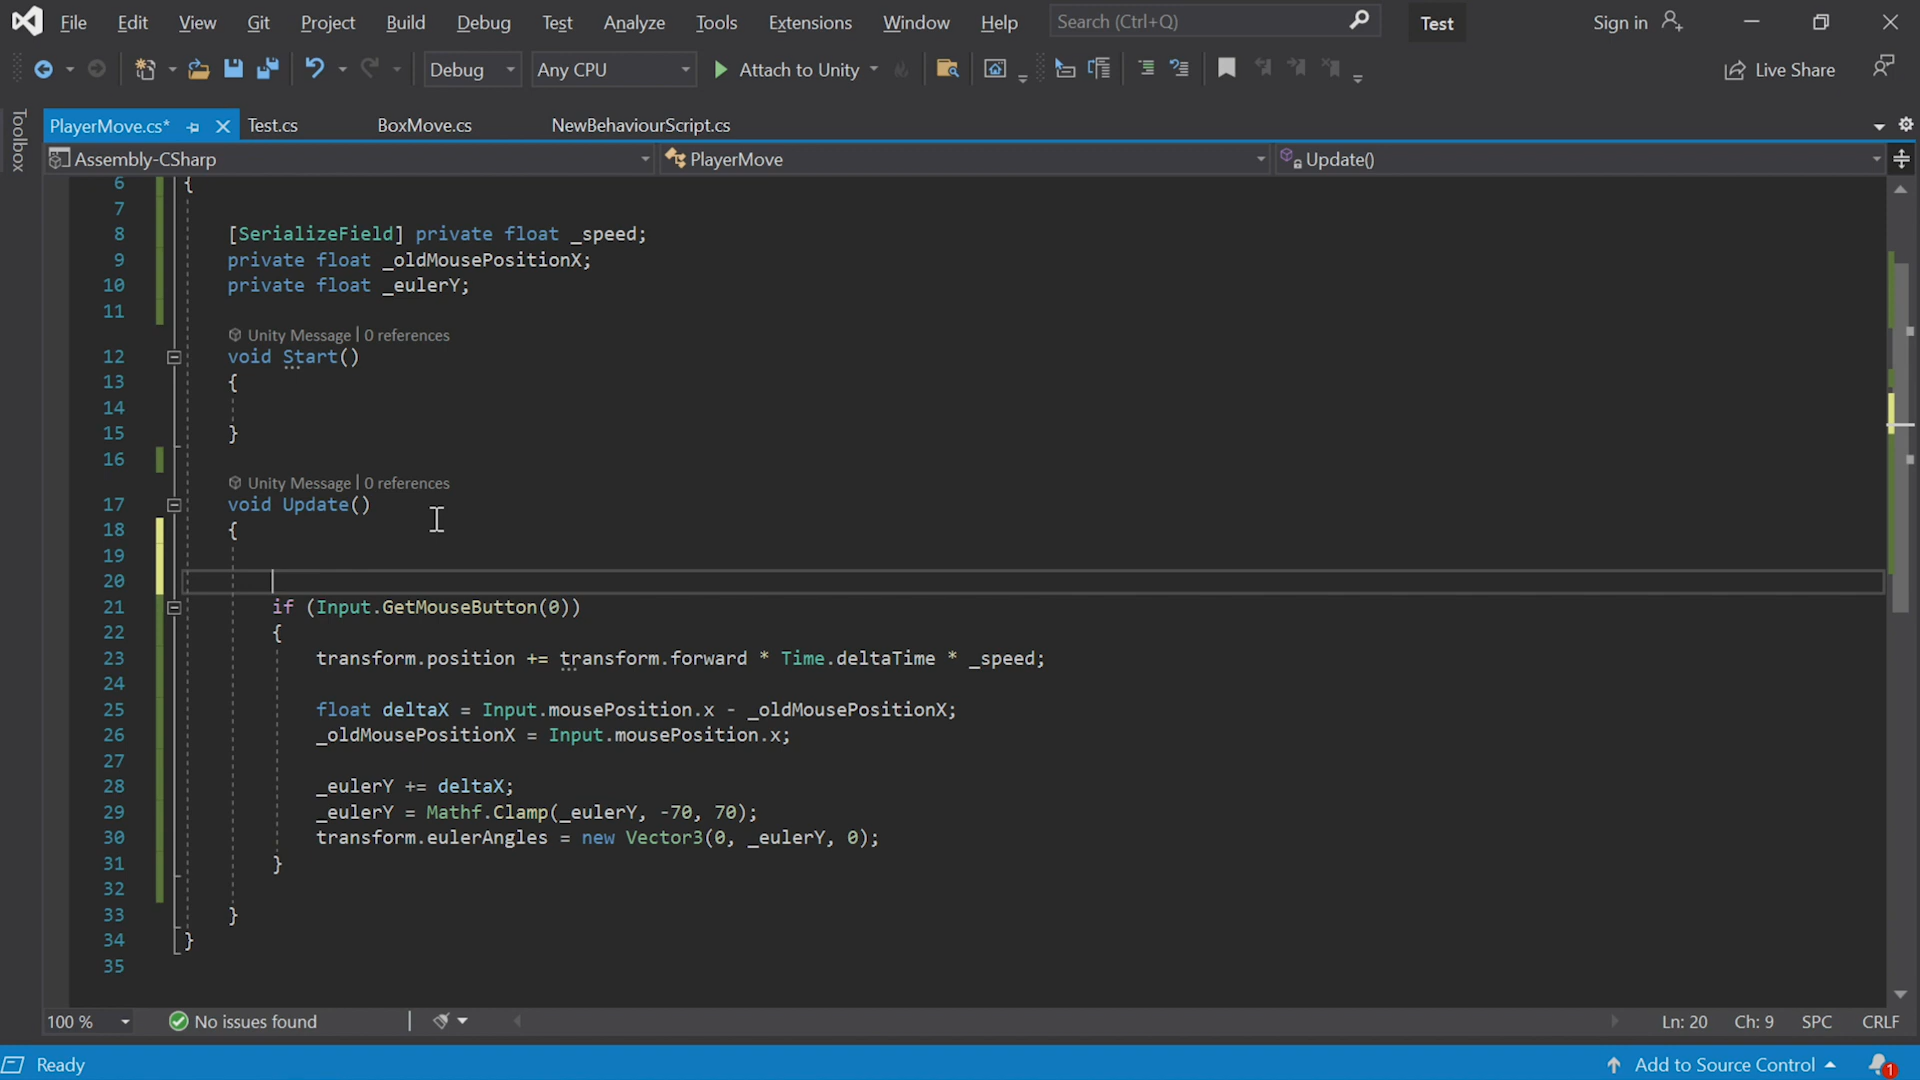 File Edit View Git Project Build Debug Test Analyze Tools Extensions Window Help Search (Ctrl+Q) Test Sign in
Debug Any CPU Attach to Unity Live Share
Toolbox
PlayerMove.cs* Test.cs BoxMove.cs NewBehaviourScript.cs
Assembly-CSharp PlayerMove Update()
6 {
7
8 [SerializeField] private float _speed;
9 private float _oldMousePositionX;
10 private float _eulerY;
11
Unity Message | 0 references
12 void Start()
13 {
14
15 }
16
Unity Message | 0 references
17 void Update()
18 {
19
20
21 if (Input.GetMouseButton(0))
22 {
23 transform.position += transform.forward * Time.deltaTime * _speed;
24
25 float deltaX = Input.mousePosition.x - _oldMousePositionX;
26 _oldMousePositionX = Input.mousePosition.x;
27
28 _eulerY += deltaX;
29 _eulerY = Mathf.Clamp(_eulerY, -70, 70);
30 transform.eulerAngles = new Vector3(0, _eulerY, 0);
31 }
32
33 }
34 }
35
100 % No issues found Ln: 20 Ch: 9 SPC CRLF
Ready Add to Source Control 1